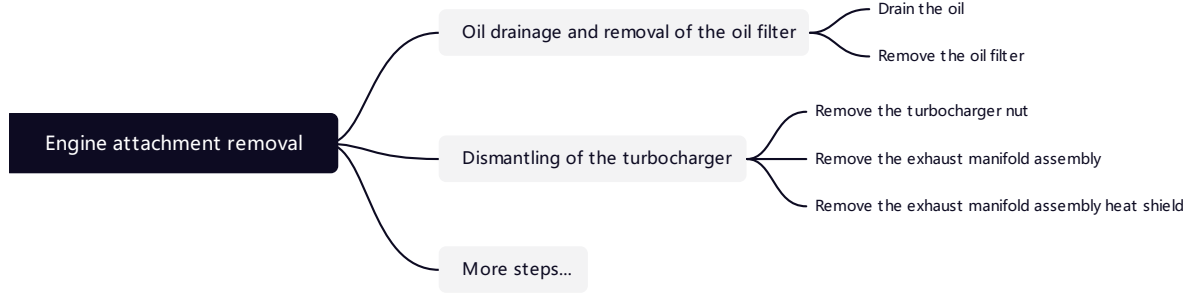 Engine attachment removal
Oil drainage and removal of the oil filter
Drain the oil
Remove the oil filter
Dismantling of the turbocharger
Remove the turbocharger nut
Remove the exhaust manifold assembly
Remove the exhaust manifold assembly heat shield
More steps...